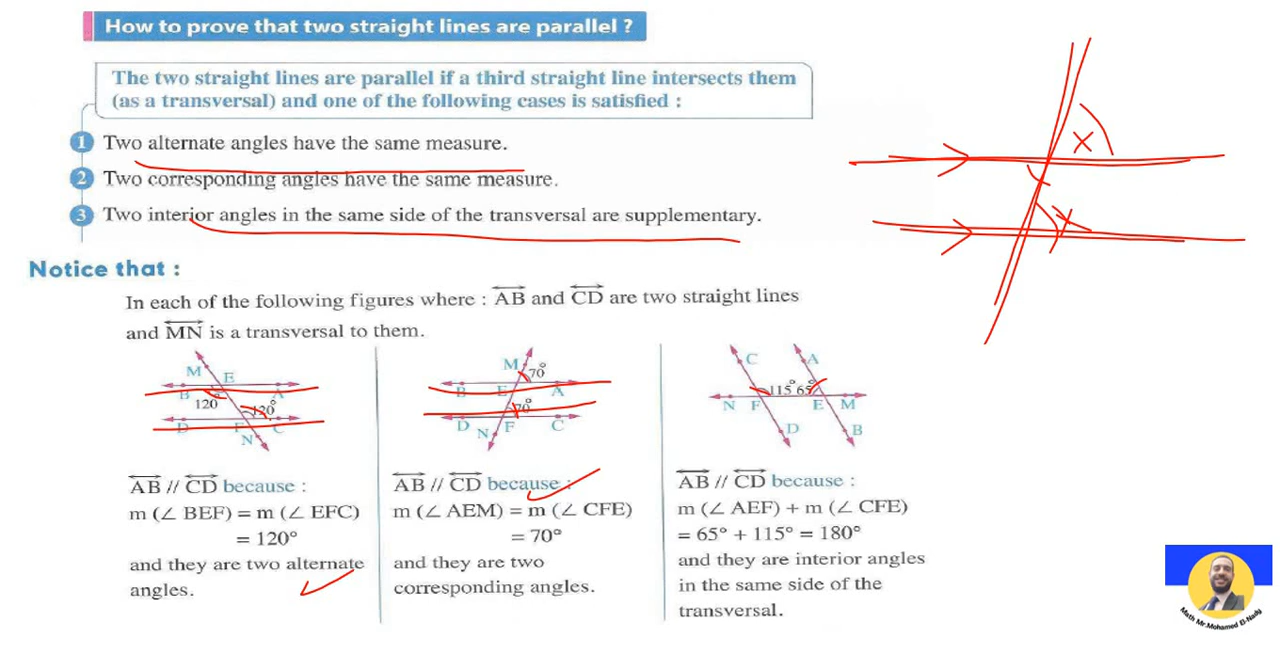 How to prove that two straight lines are parallel ?
The two straight lines are parallel if a third straight line intersects them
(as a transversal) and one of the following cases is satisfied :
1 Two alternate angles have the same measure.
2 Two corresponding angles have the same measure.
3 Two interior angles in the same side of the transversal are supplementary.
x
x
Notice that :
In each of the following figures where : AB and CD are two straight lines
and MN is a transversal to them.
M E
B A
120
120°
D F C
N
M 70°
B E A
70°
D N F C
C A
115° 65°
N F E M
D B
AB // CD because :
m (∠ BEF) = m (∠ EFC)
= 120°
and they are two alternate
angles.
AB // CD because :
m (∠ AEM) = m (∠ CFE)
= 70°
and they are two
corresponding angles.
AB // CD because :
m (∠ AEF) + m (∠ CFE)
= 65° + 115° = 180°
and they are interior angles
in the same side of the
transversal.
Math Mr.Mohamed El-Nady